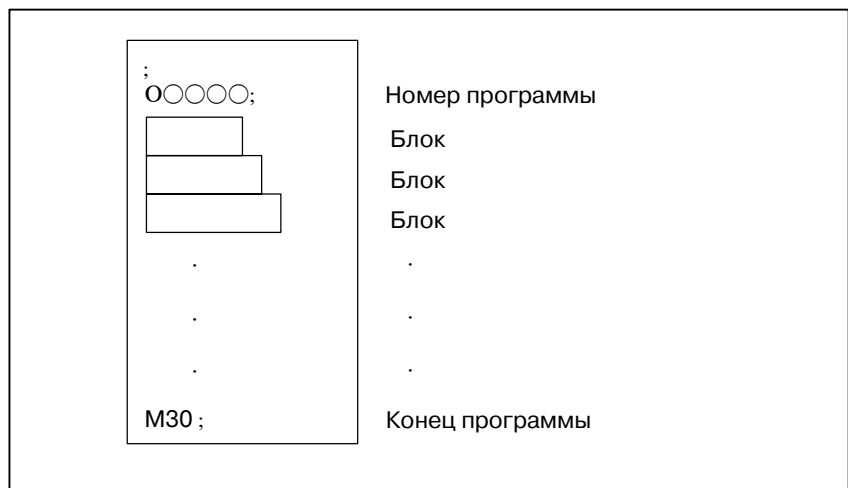 ;
O○○○○; Номер программы
Блок
Блок
Блок
. .
. .
. .
M30 ; Конец программы